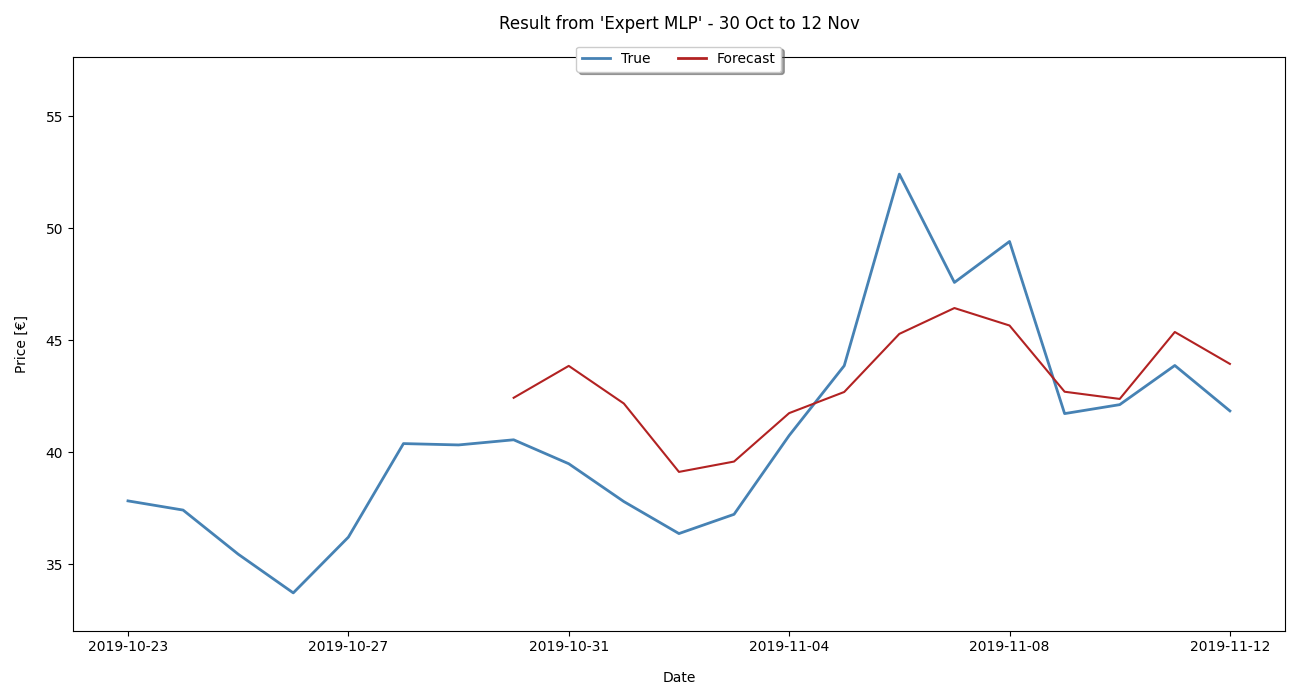 Result from 'Expert MLP' - 30 Oct to 12 Nov
True
Forecast
Price [€]
55
50
45
40
35
2019-10-23
2019-10-27
2019-10-31
2019-11-04
2019-11-08
2019-11-12
Date